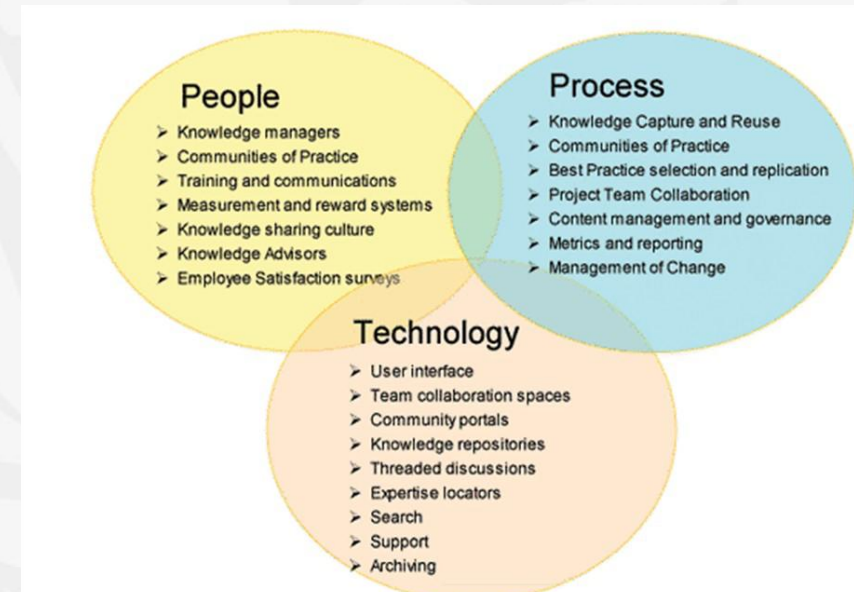 People
➢ Knowledge managers
➢ Communities of Practice
➢ Training and communications
➢ Measurement and reward systems
➢ Knowledge sharing culture
➢ Knowledge Advisors
➢ Employee Satisfaction surveys
Process
➢ Knowledge Capture and Reuse
➢ Communities of Practice
➢ Best Practice selection and replication
➢ Project Team Collaboration
➢ Content management and governance
➢ Metrics and reporting
➢ Management of Change
Technology
➢ User interface
➢ Team collaboration spaces
➢ Community portals
➢ Knowledge repositories
➢ Threaded discussions
➢ Expertise locators
➢ Search
➢ Support
➢ Archiving